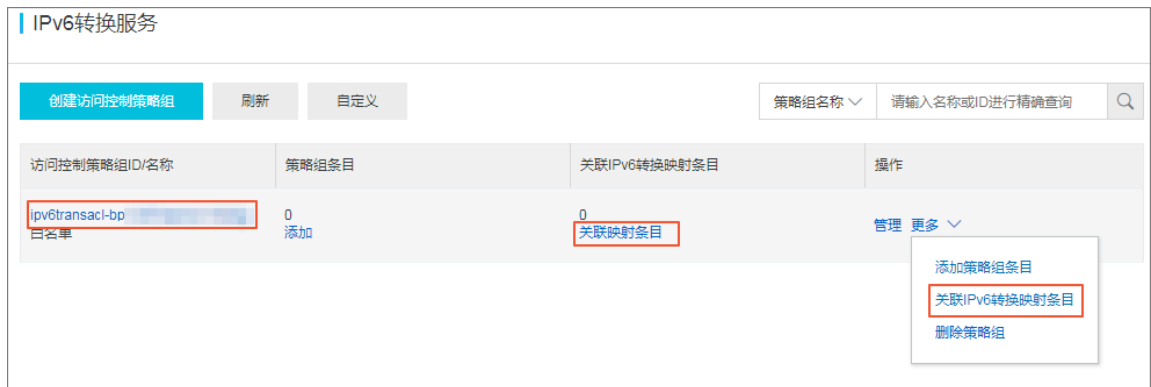 IPv6转换服务
创建访问控制策略组 刷新 自定义 策略组名称 请输入名称或ID进行精确查询
访问控制策略组ID/名称 策略组条目 关联IPv6转换映射条目 操作
ipv6transacl-bp 0 0
白名单 添加 关联映射条目 管理 更多
添加策略组条目
关联IPv6转换映射条目
删除策略组